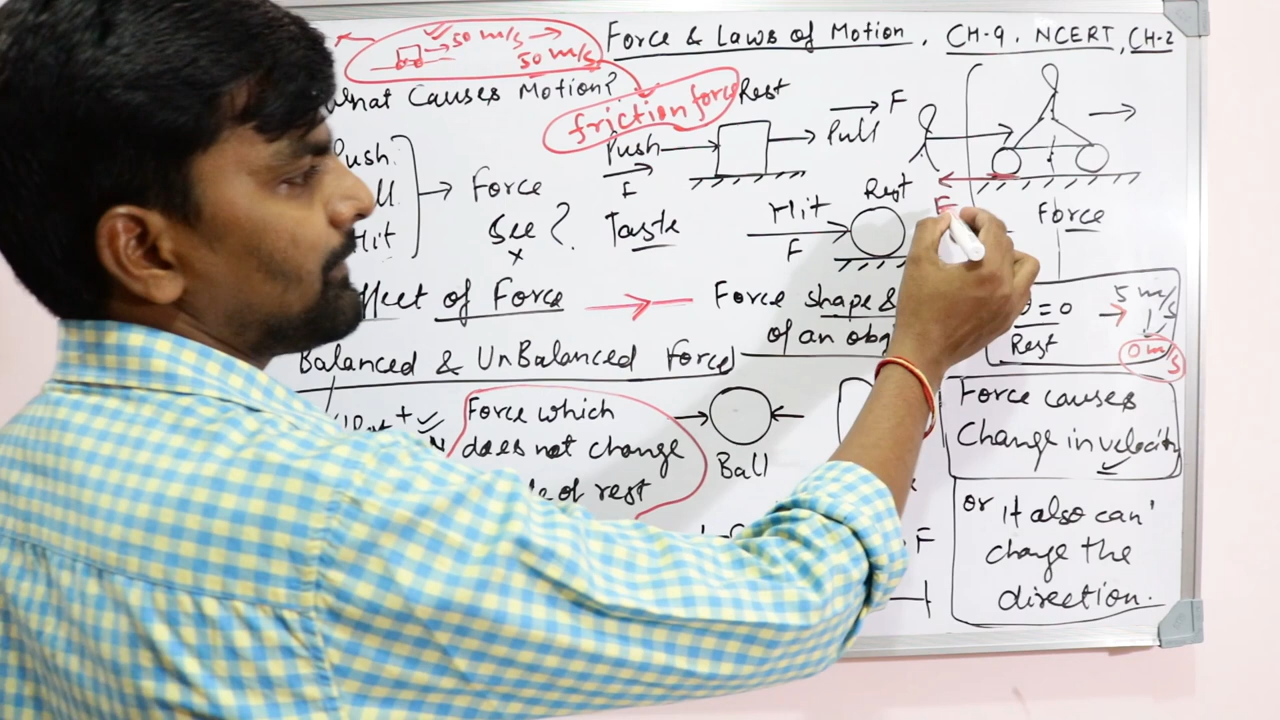 50 m/s
50 m/s
Force & Laws of Motion, CH-9, NCERT, CH-2
What Causes Motion?
friction force
Rest
F
Push
Pull
F
Push
Hit
Force
See?
x
Taste
Hit
F
Rest
F
Force
Effect of Force
Force shape &
of an obj
= 0
Rest
5 m/s
0 m/s
Balanced & UnBalanced Force
Force which
does not change
of rest
Ball
Force causes
Change in velocity
or it also can'
change the
direction.
F